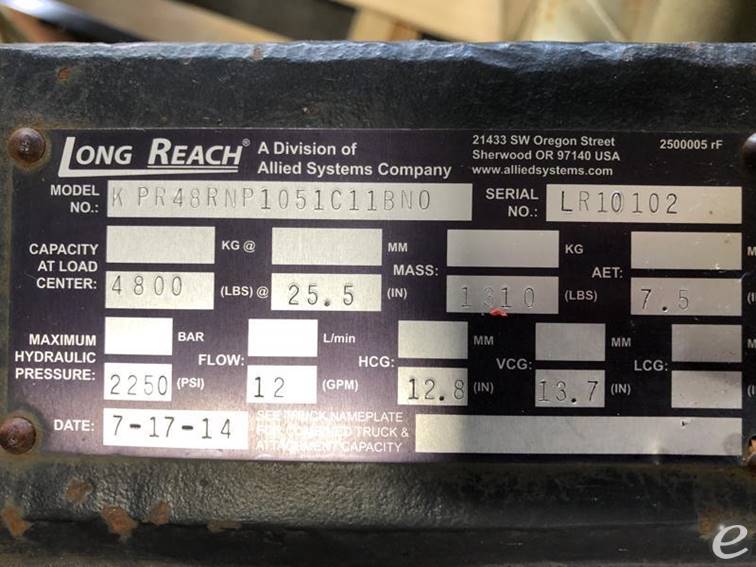 LONG REACH® A Division of Allied Systems Company
21433 SW Oregon Street
Sherwood OR 97140 USA
www.alliedsystems.com
2500005 rF
MODEL NO.: KPR48RNP1051C11BN0
SERIAL NO.: LR10102
CAPACITY AT LOAD CENTER:
KG @ MM
4800 (LBS) @ 25.5 (IN)
MASS: KG
1310 (LBS)
AET: M
7.5 (I
MAXIMUM HYDRAULIC PRESSURE:
BAR
2250 (PSI)
FLOW: L/min
12 (GPM)
HCG: MM
12.8 (IN)
VCG: MM
13.7 (IN)
LCG: M
(I
DATE: 7-17-14
SEE TRUCK NAMEPLATE
FOR COMBINED TRUCK &
ATTACHMENT CAPACITY
e